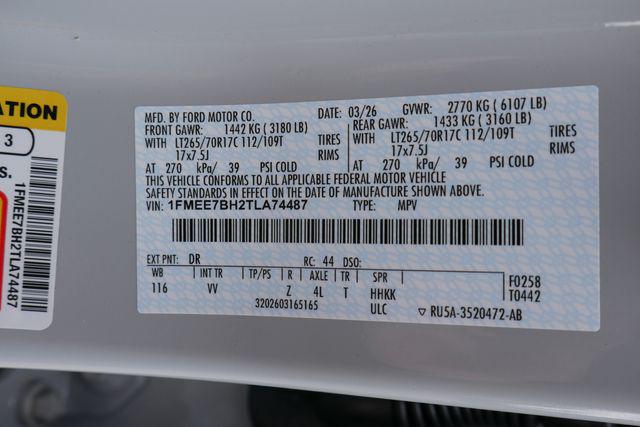 ATION
3
S.
1FMEE7BH2TLA74487
MFD. BY FORD MOTOR CO. DATE: 03/26 GVWR: 2770 KG ( 6107 LB)
FRONT GAWR: 1442 KG ( 3180 LB) REAR GAWR: 1433 KG ( 3160 LB)
WITH LT265/70R17C 112/109T TIRES WITH LT265/70R17C 112/109T TIRES
17x7.5J RIMS 17x7.5J RIMS
AT 270 kPa/ 39 PSI COLD AT 270 kPa/ 39 PSI COLD
THIS VEHICLE CONFORMS TO ALL APPLICABLE FEDERAL MOTOR VEHICLE
SAFETY STANDARDS IN EFFECT ON THE DATE OF MANUFACTURE SHOWN ABOVE.
VIN: 1FMEE7BH2TLA74487 TYPE: MPV
EXT PNT: DR RC: 44 DSO:
WB INT TR TP/PS R AXLE TR SPR F0258
116 VV Z 4L T HHKK T0442
3202603165165 ULC ▽ RU5A-3520472-AB